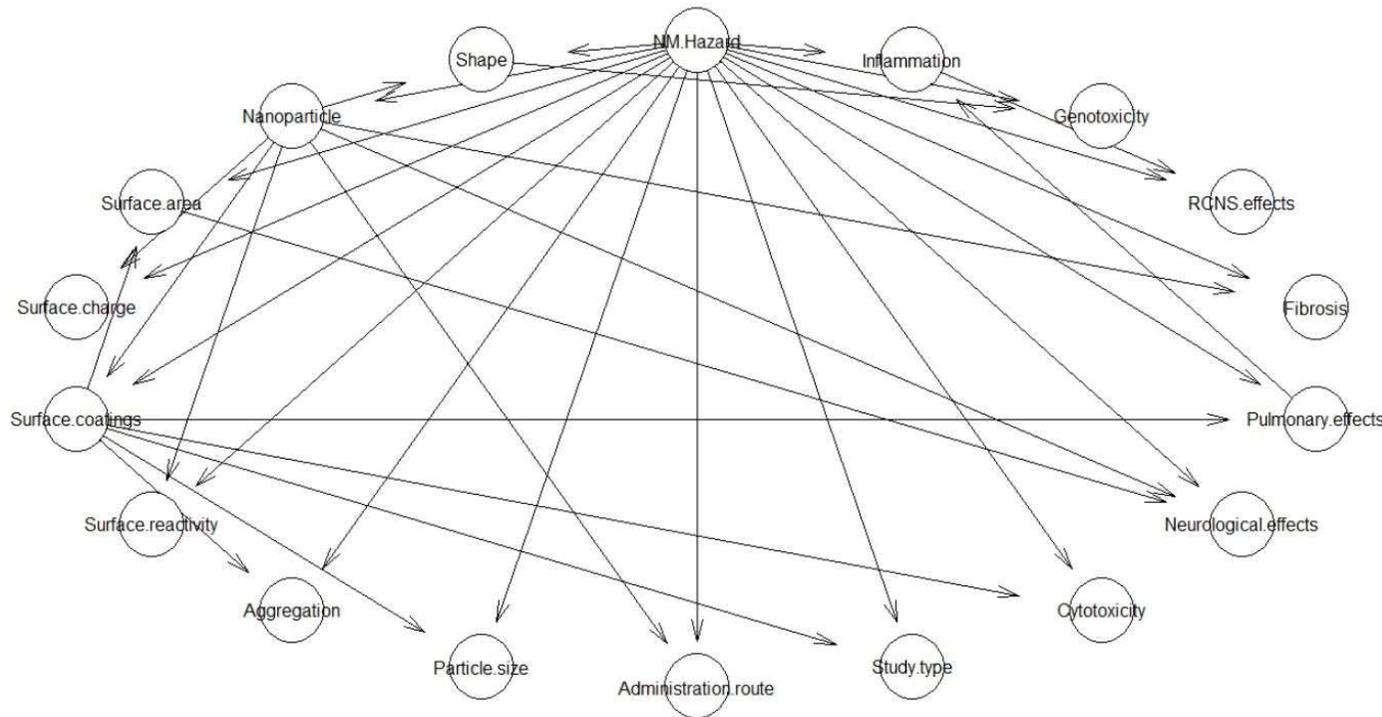 NM.Hazard
Shape
Inflammation
Nanoparticle
Genotoxicity
Surface.area
RCNS.effects
Surface.charge
Fibrosis
Surface.coatings
Pulmonary.effects
Surface.reactivity
Neurological.effects
Aggregation
Cytotoxicity
Particle.size
Study.type
Administration.route